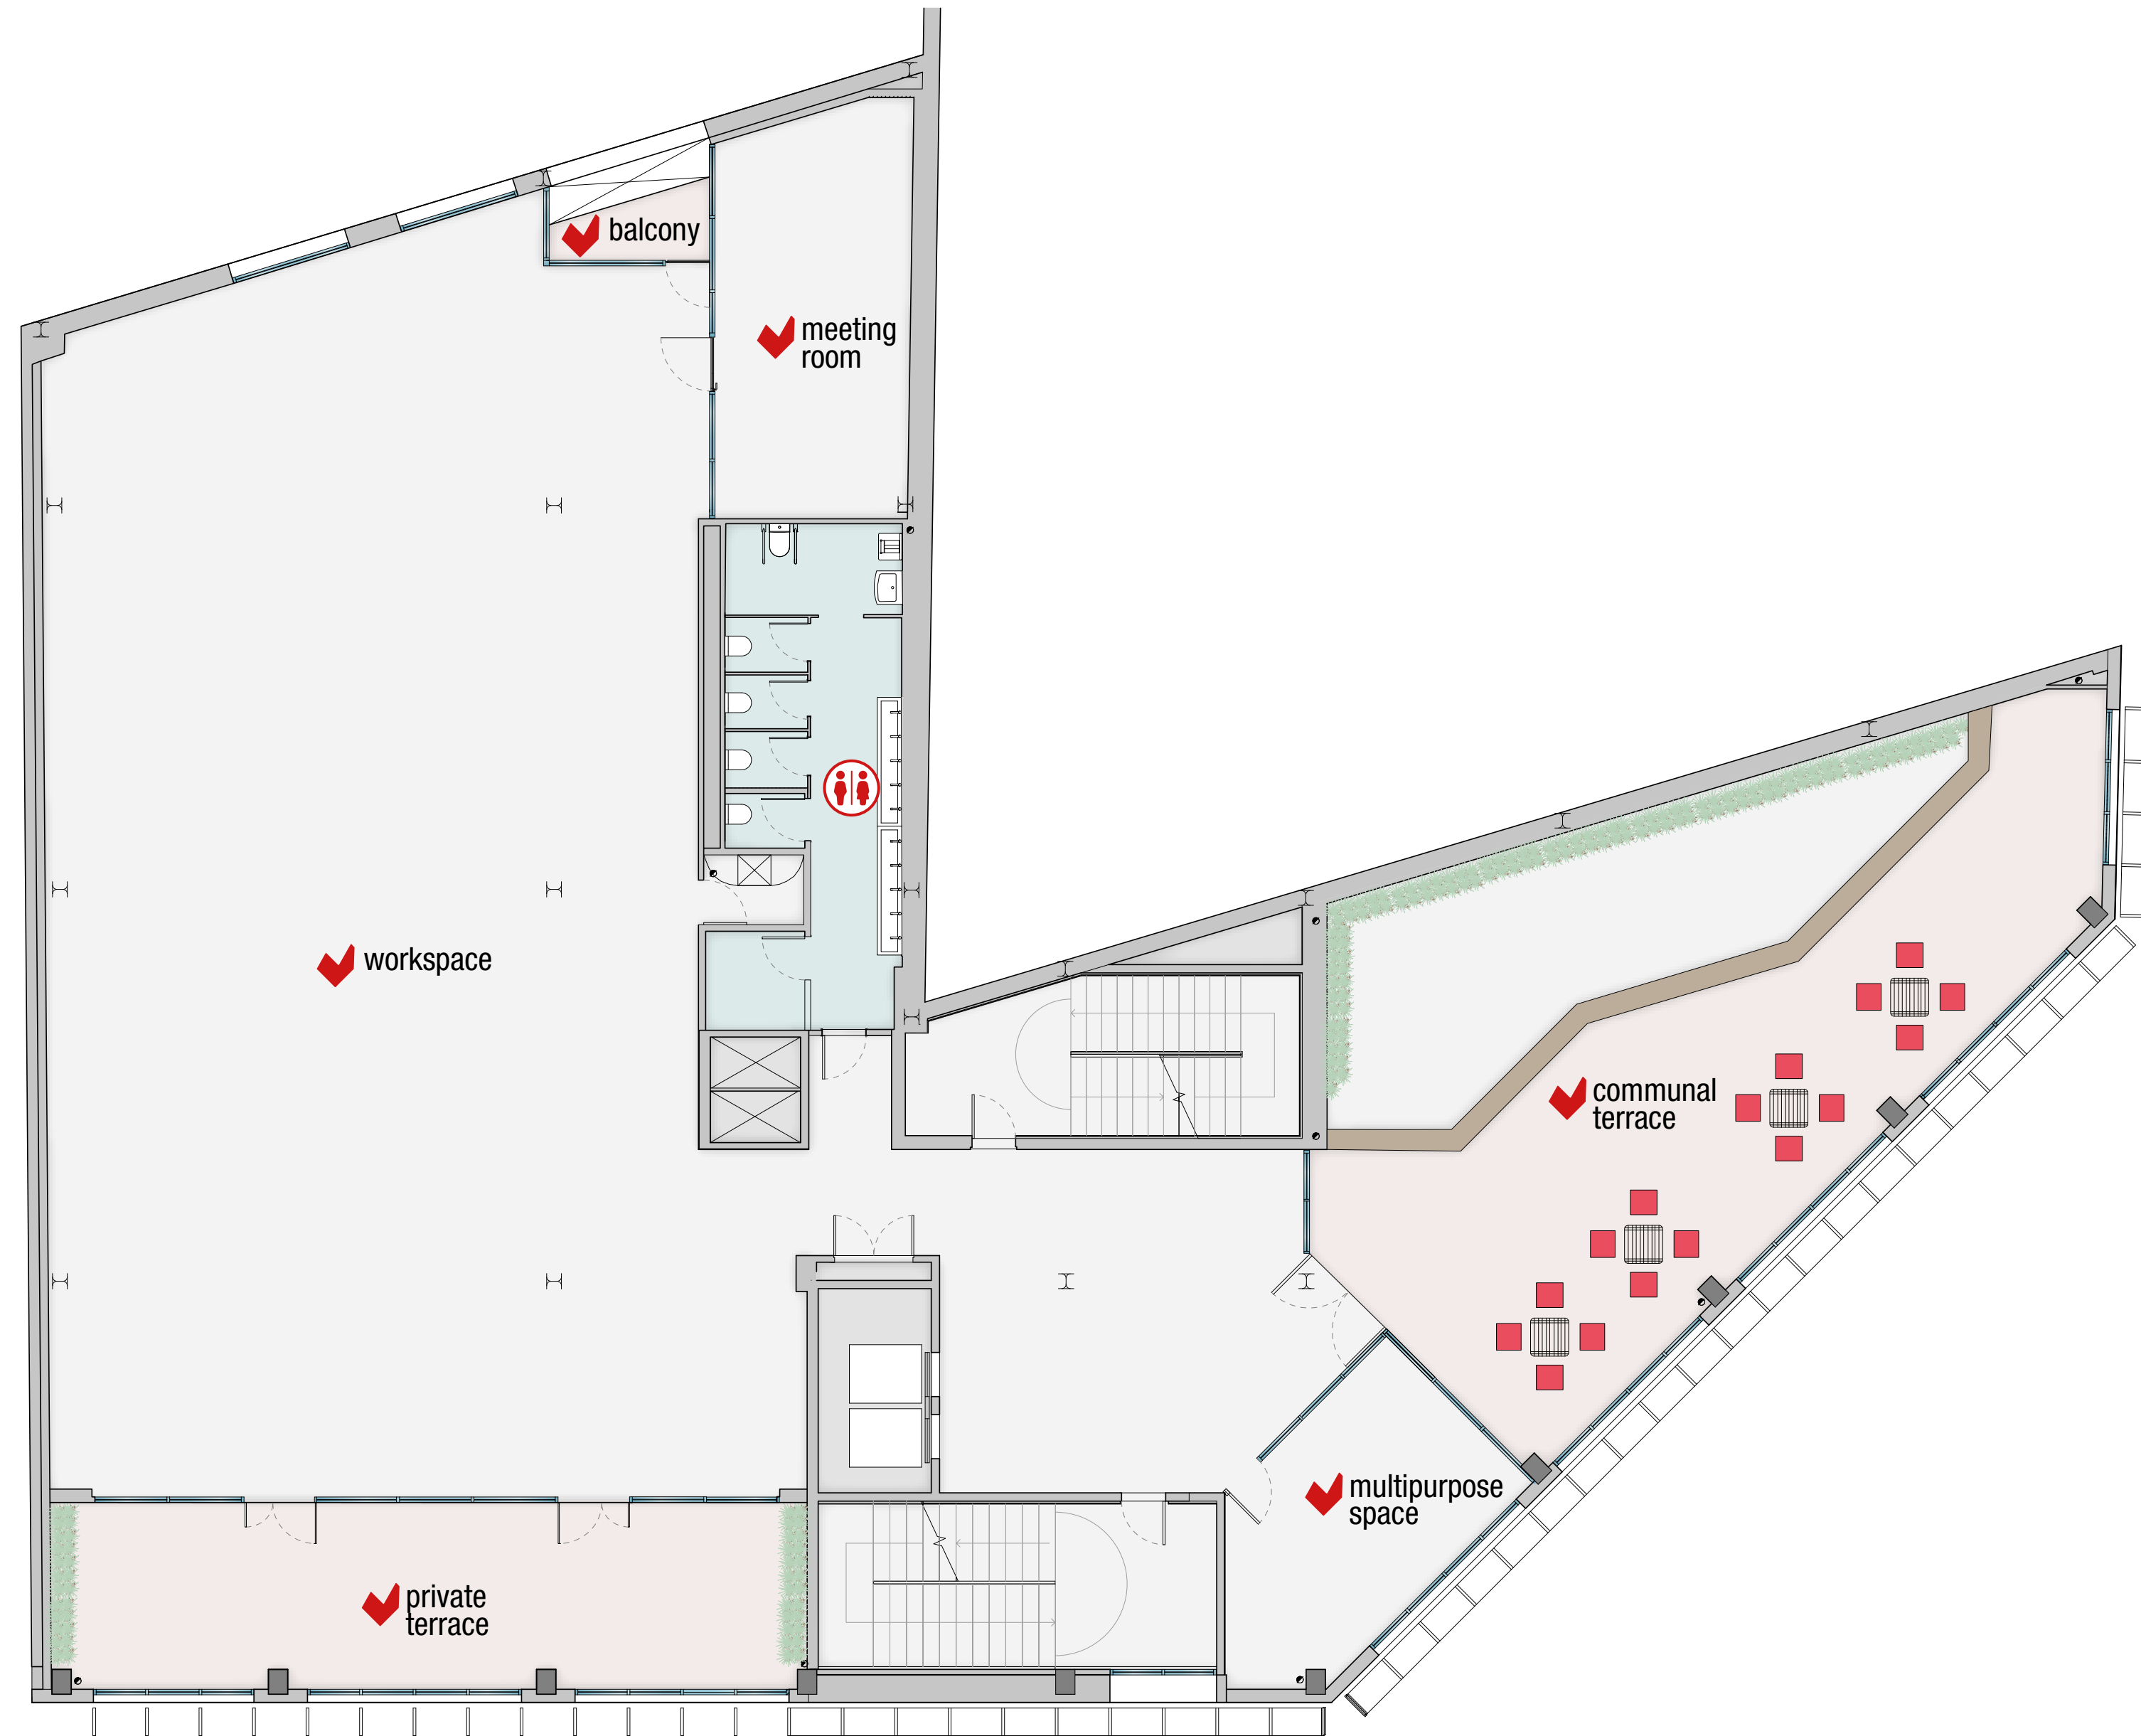 balcony
meeting
room
workspace
communal
terrace
multipurpose
space
private
terrace